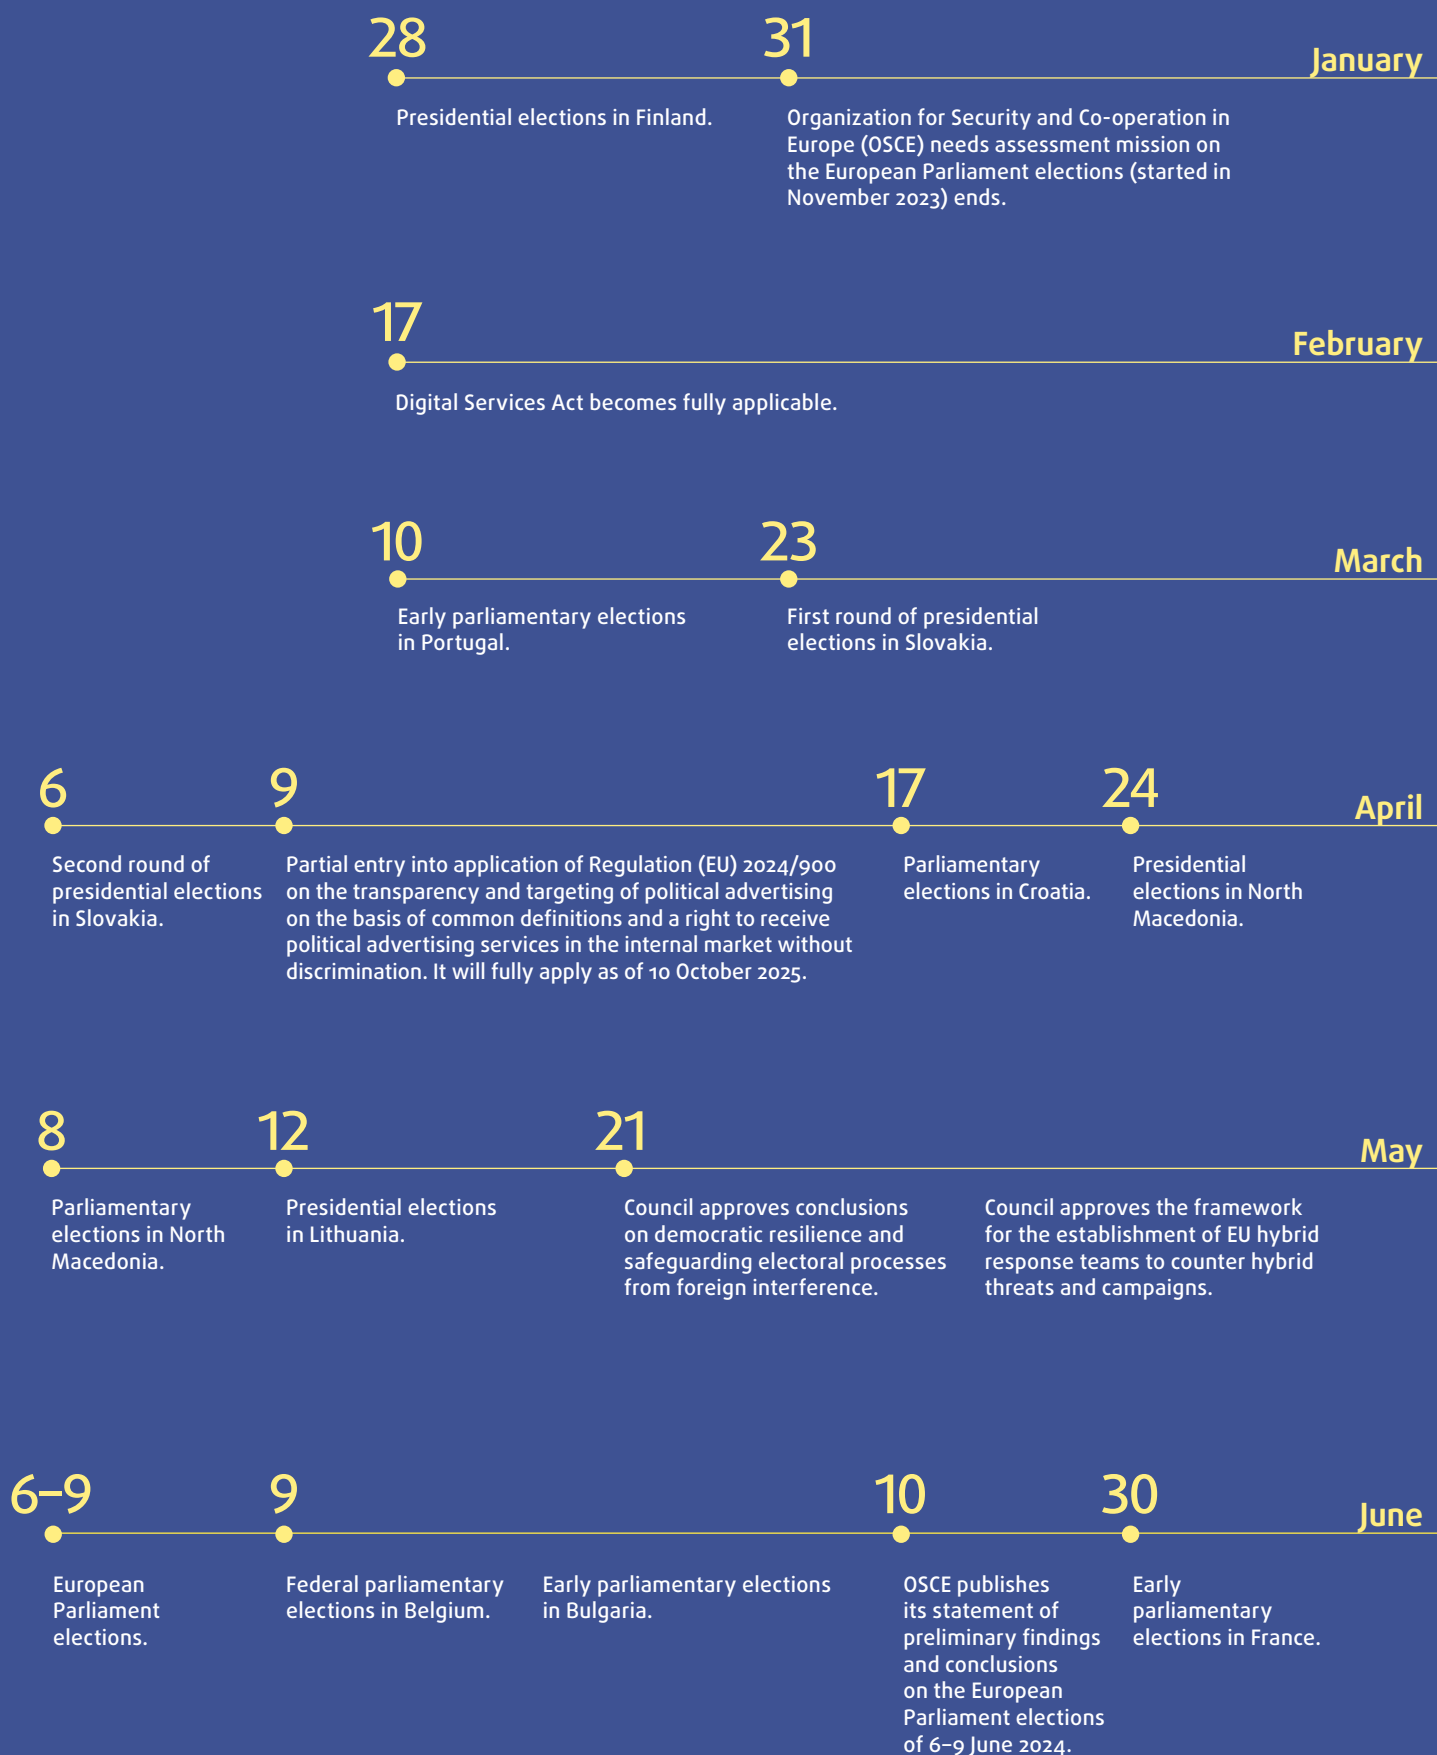 January
28
Presidential elections in Finland.
31
Organization for Security and Co-operation in
Europe (OSCE) needs assessment mission on
the European Parliament elections (started in
November 2023) ends.
February
17
Digital Services Act becomes fully applicable.
March
10
Early parliamentary elections
in Portugal.
23
First round of presidential
elections in Slovakia.
April
6
Second round of
presidential elections
in Slovakia.
9
Partial entry into application of Regulation (EU) 2024/900
on the transparency and targeting of political advertising
on the basis of common definitions and a right to receive
political advertising services in the internal market without
discrimination. It will fully apply as of 10 October 2025.
17
Parliamentary
elections in Croatia.
24
Presidential
elections in North
Macedonia.
May
8
Parliamentary
elections in North
Macedonia.
12
Presidential elections
in Lithuania.
21
Council approves conclusions
on democratic resilience and
safeguarding electoral processes
from foreign interference.
Council approves the framework
for the establishment of EU hybrid
response teams to counter hybrid
threats and campaigns.
June
6–9
European
Parliament
elections.
9
Federal parliamentary
elections in Belgium.
Early parliamentary elections
in Bulgaria.
10
OSCE publishes
its statement of
preliminary findings
and conclusions
on the European
Parliament elections
of 6–9 June 2024.
30
Early
parliamentary
elections in France.